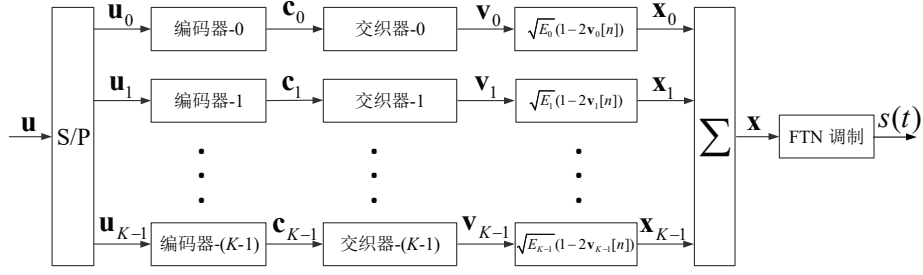 u
S/P
u_0 编码器-0 c_0 交织器-0 v_0 √E_0(1−2v_0[n]) x_0
u_1 编码器-1 c_1 交织器-1 v_1 √E_1(1−2v_1[n]) x_1
u_{K−1} 编码器-(K-1) c_{K−1} 交织器-(K-1) v_{K−1} √E_{K−1}(1−2v_{K−1}[n]) x_{K−1}
∑
x
FTN 调制
s(t)